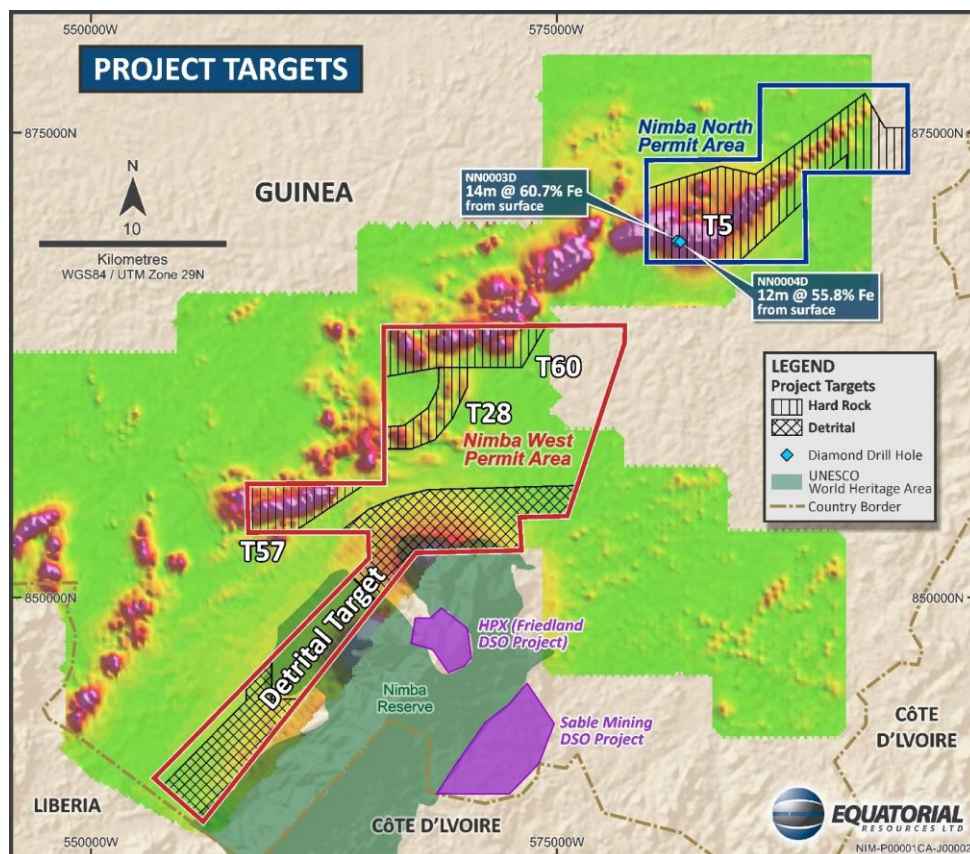 550000W
575000W
PROJECT TARGETS
875000N
875000N
Nimba North
Permit Area
N
GUINEA
NN0003D
14m @ 60.7% Fe
from surface
T5
10
Kilometres
WGS84 / UTM Zone 29N
NN0004D
12m @ 55.8% Fe
from surface
T60
T28
Nimba West
Permit Area
LEGEND
Project Targets
Hard Rock
Detrital
Diamond Drill Hole
UNESCO
World Heritage Area
Country Border
T57
Detrital Target
850000N
850000N
HPX (Friedland
DSO Project)
Nimba
Reserve
Sable Mining
DSO Project
CÔTE
D'LVOIRE
LIBERIA
CÔTE D'LVOIRE
EQUATORIAL
RESOURCES LTD
550000W
575000W
NIM-P00001CA-J00002